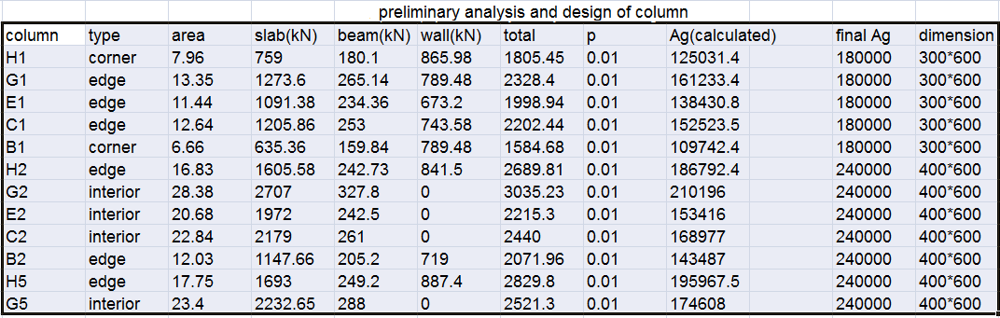 preliminary analysis and design of column
column type area slab(kN) beam(kN) wall(kN) total p Ag(calculated) final Ag dimension
H1 corner 7.96 759 180.1 865.98 1805.45 0.01 125031.4 180000 300*600
G1 edge 13.35 1273.6 265.14 789.48 2328.4 0.01 161233.4 180000 300*600
E1 edge 11.44 1091.38 234.36 673.2 1998.94 0.01 138430.8 180000 300*600
C1 edge 12.64 1205.86 253 743.58 2202.44 0.01 152523.5 180000 300*600
B1 corner 6.66 635.36 159.84 789.48 1584.68 0.01 109742.4 180000 300*600
H2 edge 16.83 1605.58 242.73 841.5 2689.81 0.01 186792.4 240000 400*600
G2 interior 28.38 2707 327.8 0 3035.23 0.01 210196 240000 400*600
E2 interior 20.68 1972 242.5 0 2215.3 0.01 153416 240000 400*600
C2 interior 22.84 2179 261 0 2440 0.01 168977 240000 400*600
B2 edge 12.03 1147.66 205.2 719 2071.96 0.01 143487 240000 400*600
H5 edge 17.75 1693 249.2 887.4 2829.8 0.01 195967.5 240000 400*600
G5 interior 23.4 2232.65 288 0 2521.3 0.01 174608 240000 400*600